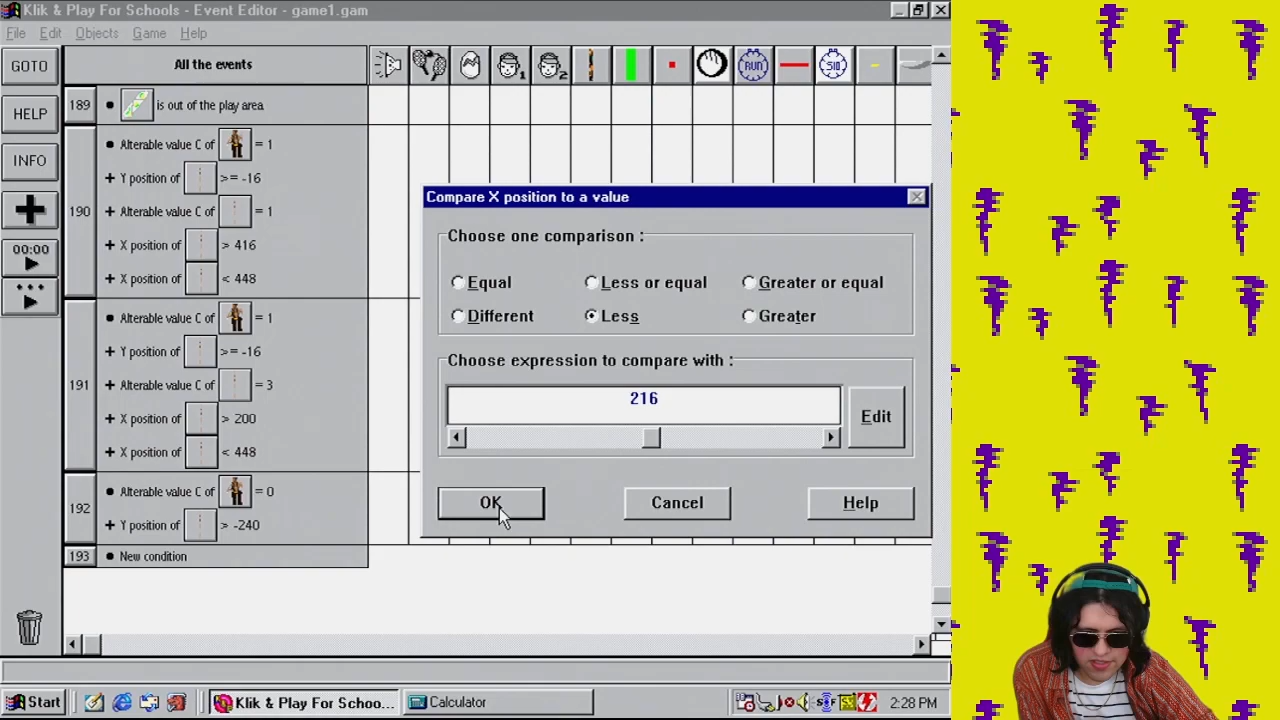 Klik & Play For Schools - Event Editor - game1.gam
File Edit Objects Game Help
GOTO
HELP
INFO
00:00
All the events
1
2
RUN
189 is out of the play area
190
Alterable value C of = 1
+ Y position of >= -16
+ Alterable value C of = 1
+ X position of > 416
+ X position of < 448
191
Alterable value C of = 1
+ Y position of >= -16
+ Alterable value C of = 3
+ X position of > 200
+ X position of < 448
192
Alterable value C of = 0
+ Y position of > -240
193 New condition
Compare X position to a value
Choose one comparison :
Equal Less or equal Greater or equal
Different Less Greater
Choose expression to compare with :
216
Edit
OK Cancel Help
Start Klik & Play For Schoo... Calculator 2:28 PM